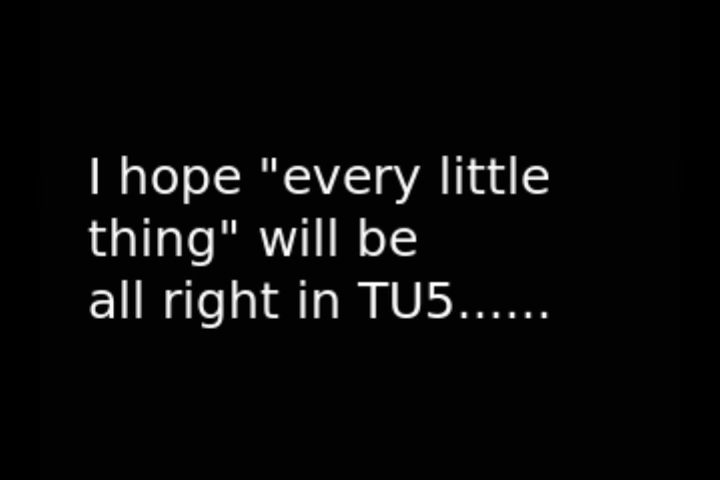 I hope "every little
thing" will be
all right in TU5......